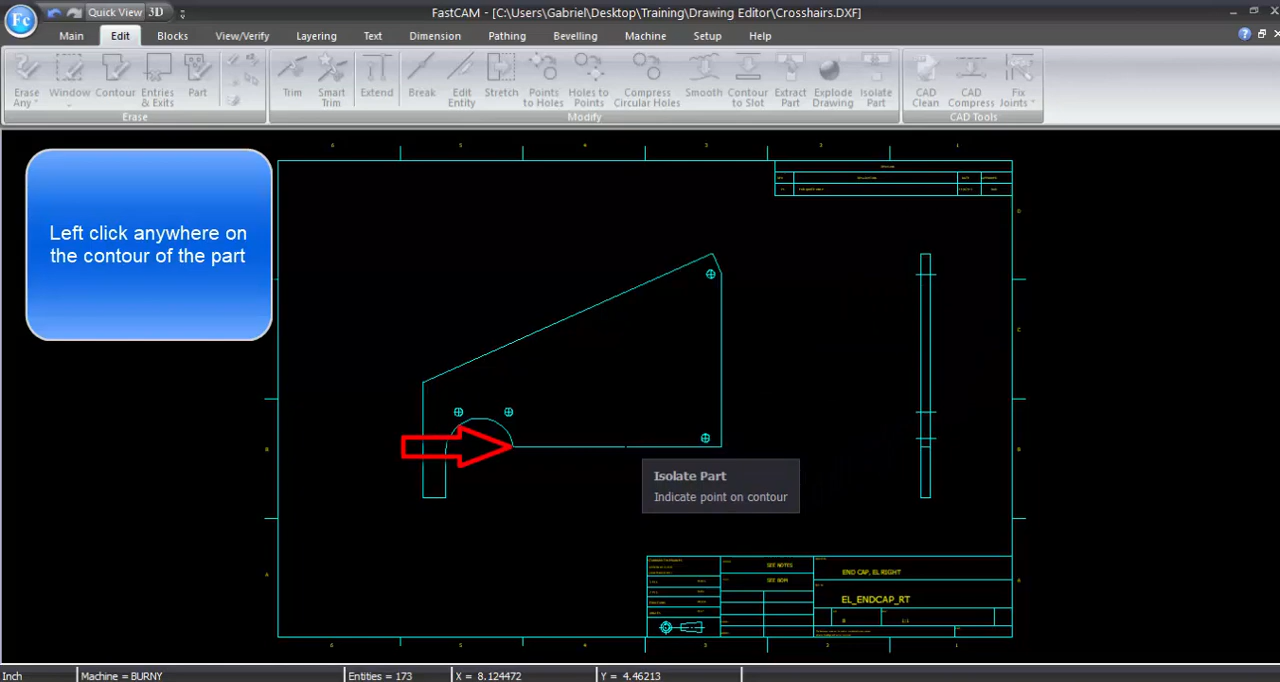 Fc Quick View 3D FastCAM - [C:\Users\Gabriel\Desktop\Training\Drawing Editor\Crosshairs.DXF]
Main Edit Blocks View/Verify Layering Text Dimension Pathing Bevelling Machine Setup Help
Erase Any
Window
Contour
Entries & Exits
Part
Trim
Smart Trim
Extend
Break
Edit Entity
Stretch
Points to Holes
Holes to Points
Compress Circular Holes
Smooth
Contour to Slot
Extract Part
Explode Drawing
Isolate Part
CAD Clean
CAD Compress
Fix Joints
Erase Modify CAD Tools
Left click anywhere on
the contour of the part
Isolate Part
Indicate point on contour
SEE NOTES
SEE BOM
END CAP, EL RIGHT
EL_ENDCAP_RT
Inch Machine = BURNY Entities = 173 X = 8.124472 Y = 4.46213